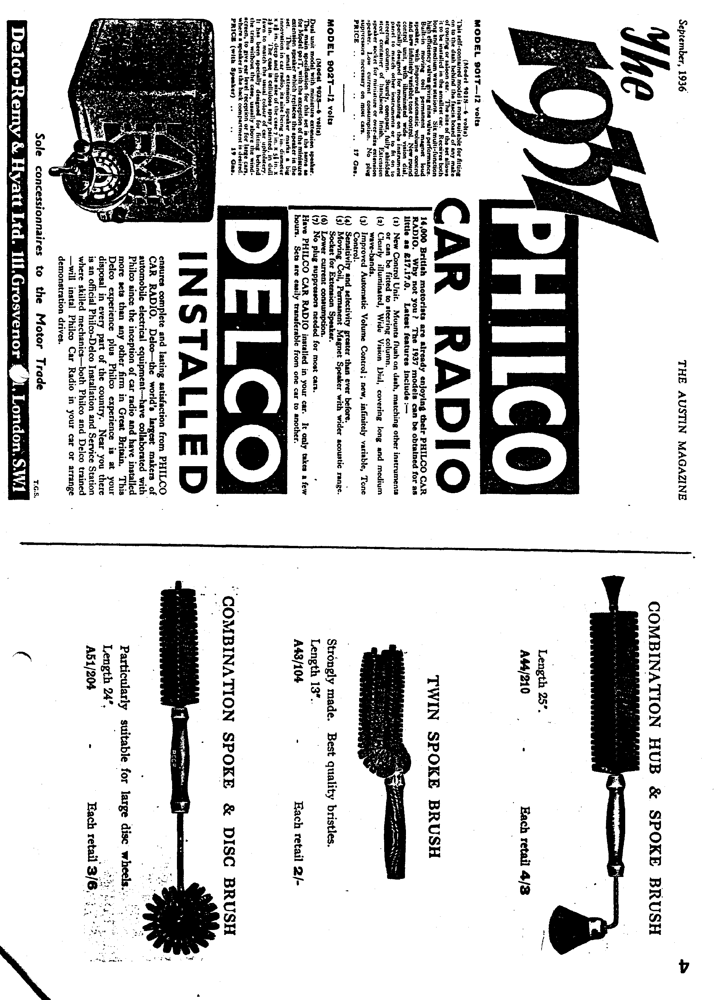 September, 1936
THE AUSTIN MAGAZINE
The
1937
PHILCO
CAR RADIO
MODEL 901T—12 volts
(Model 901S—6 volts)
This self-contained model is most suitable for fitting
on to the dash behind the fascia board of any make
of touring or saloon car. The size of the set allows
it to be installed in the smallest car. Receives both
long and medium wave stations. Six multi-function
high efficiency valves giving nine valve performance.
Built-in moving coil permanent magnet loud
speaker, with improved automatic volume control
and new infinitely variable tone control. New round
control unit, with illuminated wide vision dial,
specially designed for mounting on the instrument
panel to match other instruments or to fit on to
steering column. Sturdy, compact, fully shielded
steel container of handsome finish. Extension
speaker socket for miniature or over-size extension
speaker. Low current consumption. No plug
suppressors necessary on most cars.
PRICE .. .. .. .. .. 17 Gns.
MODEL 902T—12 volts
(Model 902S—6 volts)
Dual unit model with miniature extension speaker.
The main specification for this set is the same as
for Model 901T, with the exception of the miniature
extension speaker which replaces the speaker in the
set. This small extension speaker marks a big
innovation in car radio, its size being 5 in. diameter
x 2⅜ in. deep and the size of the case 7 in. x 5⅜ in. x
2⅜ in. The case is cellulose spray painted, in dull
fawn to match the usual colour of car upholstery.
It has been specially designed for fitting behind
the trim without the case, usually above the wind-
screen, to give ear level reception or for large cars,
where a speaker in the back compartment is desired.
PRICE (with Speaker) .. .. .. 19 Gns.
14,000 British motorists are already enjoying their PHILCO CAR
RADIO. Why not you? The 1937 models can be obtained for as
little as £17.17.0. Latest features include:—
(1) New Control Unit. Mounts flush on dash, matching other instruments
or can be fitted to steering column.
(2) Clearly illuminated, Wide Vision Dial, covering long and medium
wave-bands.
(3) Improved Automatic Volume Control; new, infinitely variable, Tone
Control.
(4) Sensitivity and selectivity greater than ever before.
(5) Moving Coil, Permanent Magnet Speaker with wider acoustic range.
Socket for Extension Speaker.
(6) Lower current consumption.
(7) No plug suppressors needed for most cars.
Have PHILCO CAR RADIO installed in your car. It only takes a few
hours. Sets are easily transferable from one car to another.
DELCO
INSTALLED
ensures complete and lasting satisfaction from PHILCO
CAR RADIO. Delco—the world's largest makers of
automobile electrical equipment—have collaborated with
Philco since the inception of car radio and have installed
more sets than any other firm in Great Britain. This
Delco experience plus Philco experience is at your
disposal in every part of the country. Near you there
is an official Philco-Delco Installation and Service Station
where skilled mechanics—both Philco and Delco trained
—will instal Philco Car Radio in your car or arrange
demonstration drives.
Sole concessionnaires to the Motor Trade
T.G.S.
Delco-Remy & Hyatt Ltd. 111, Grosvenor Rd, London. S.W.1
4
COMBINATION HUB & SPOKE BRUSH
Length 25".
A44/210 - Each retail 4/3
TWIN SPOKE BRUSH
Strongly made. Best quality bristles.
Length 13".
A43/104 - Each retail 2/-
COMBINATION SPOKE & DISC BRUSH
Particularly suitable for large disc wheels.
Length 24".
A51/204 - Each retail 3/6